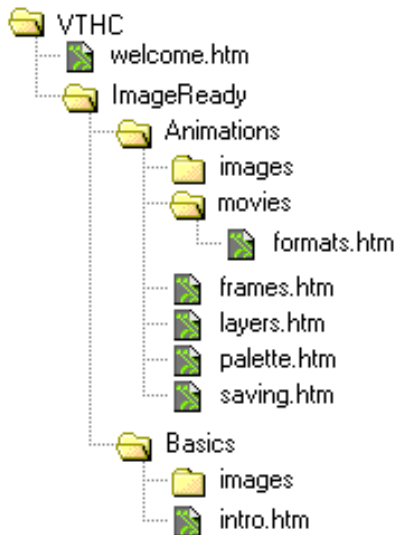 VTHC
welcome.htm
ImageReady
Animations
images
movies
formats.htm
frames.htm
layers.htm
palette.htm
saving.htm
Basics
images
intro.htm